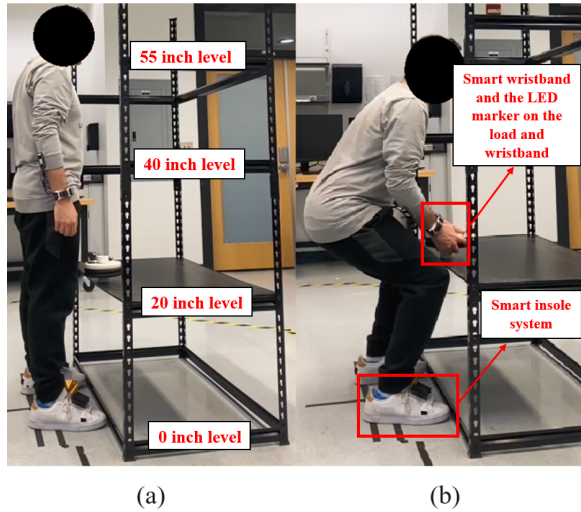 55 inch level
40 inch level
20 inch level
0 inch level
Smart wristband
and the LED
marker on the
load and
wristband
Smart insole
system
(a)
(b)